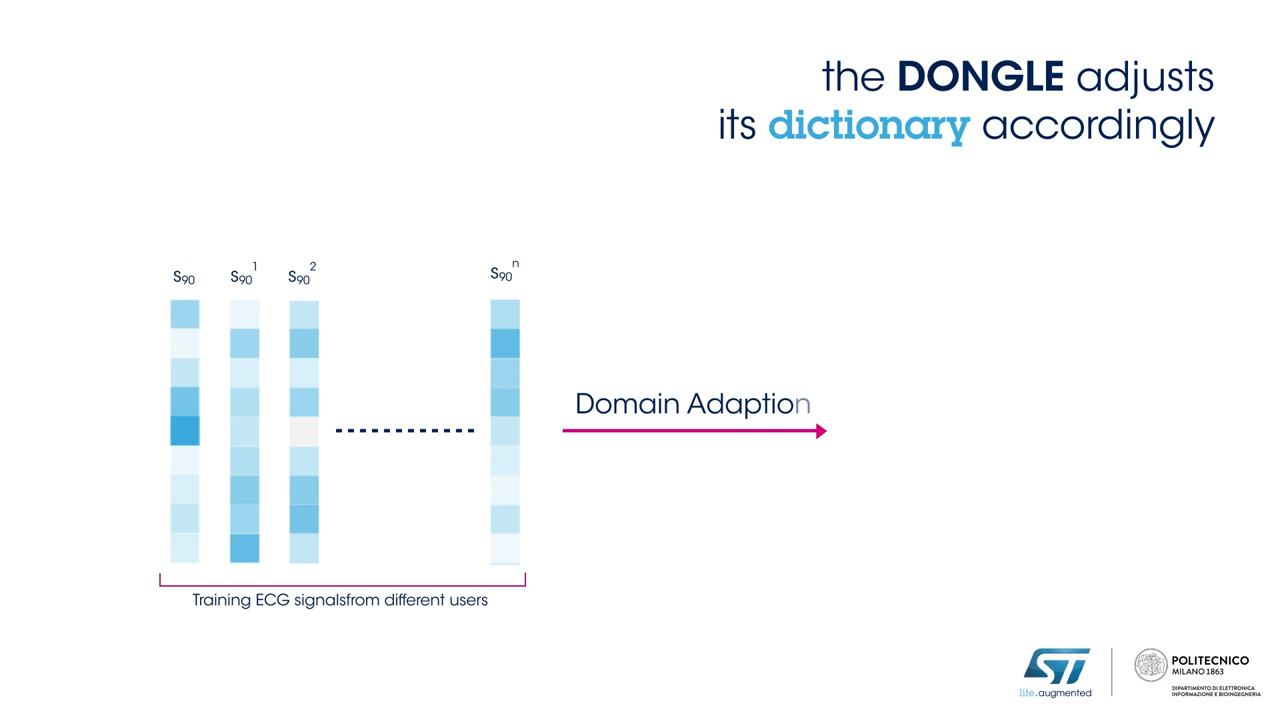 the DONGLE adjusts
its dictionary accordingly
S90 S90 1 S90 2 S90 n
Domain Adaption
Training ECG signalsfrom different users
ST
life.augmented
POLITECNICO
MILANO 1863
DIPARTIMENTO DI ELETTRONICA
INFORMAZIONE E BIOINGEGNERIA